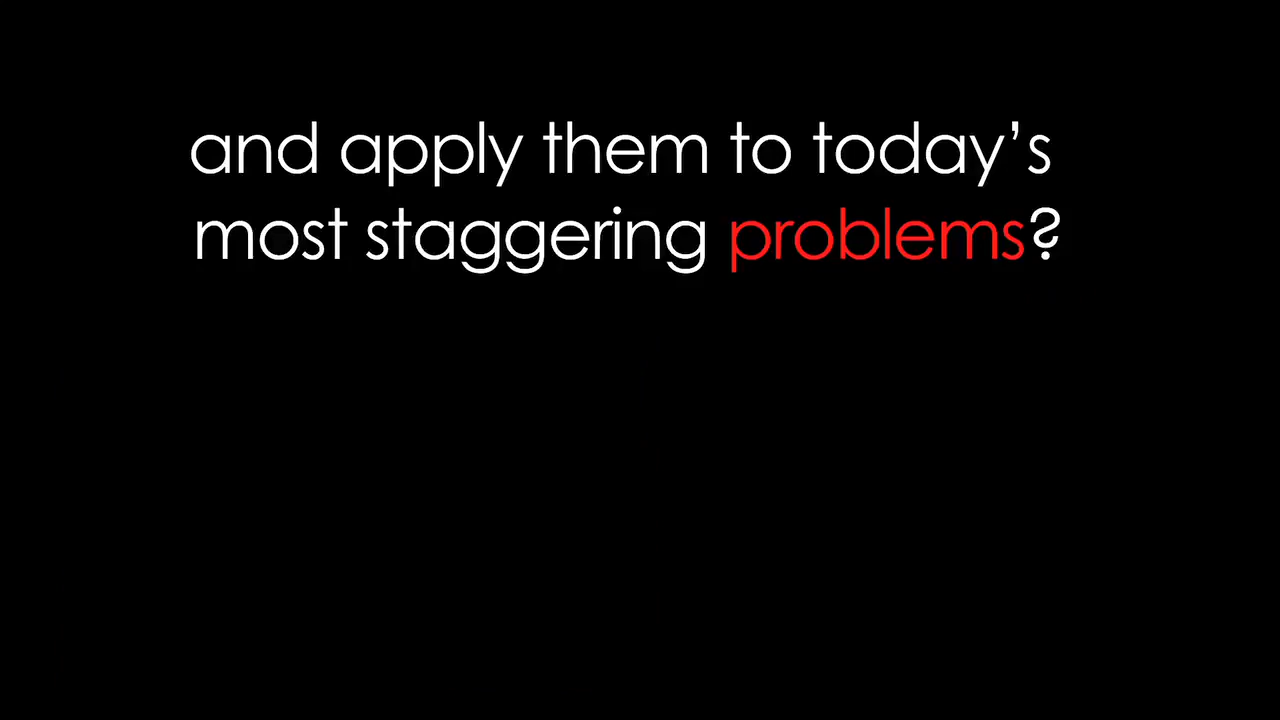 and apply them to today’s
most staggering problems?